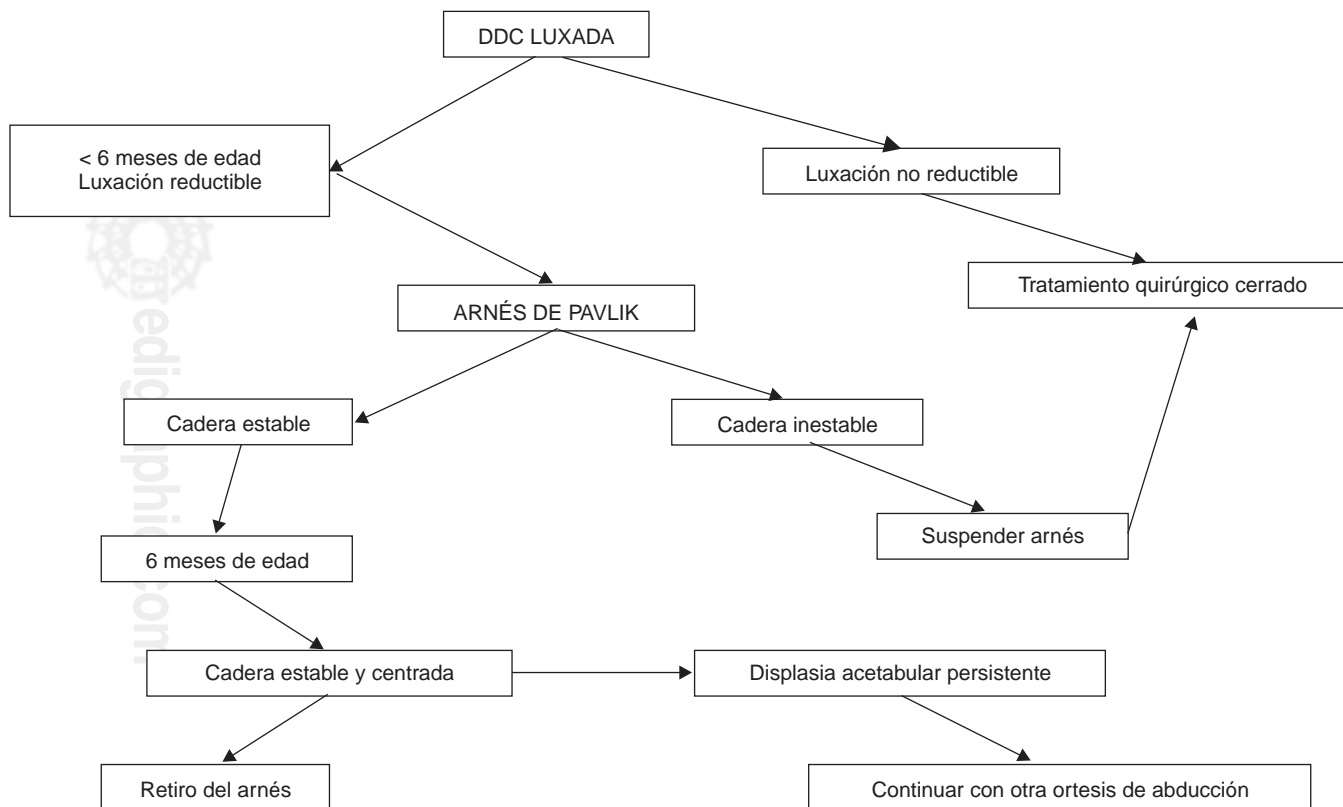 DDC LUXADA
< 6 meses de edad
Luxación reductible
Luxación no reductible
Tratamiento quirúrgico cerrado
ARNÉS DE PAVLIK
Cadera estable
Cadera inestable
Suspender arnés
6 meses de edad
Cadera estable y centrada
Displasia acetabular persistente
Retiro del arnés
Continuar con otra ortesis de abducción